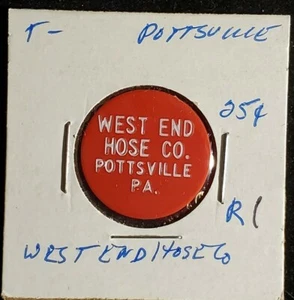 T- POTTSVILLE
25¢
WEST END
HOSE CO.
POTTSVILLE
PA.
R1
WEST END HOSE CO